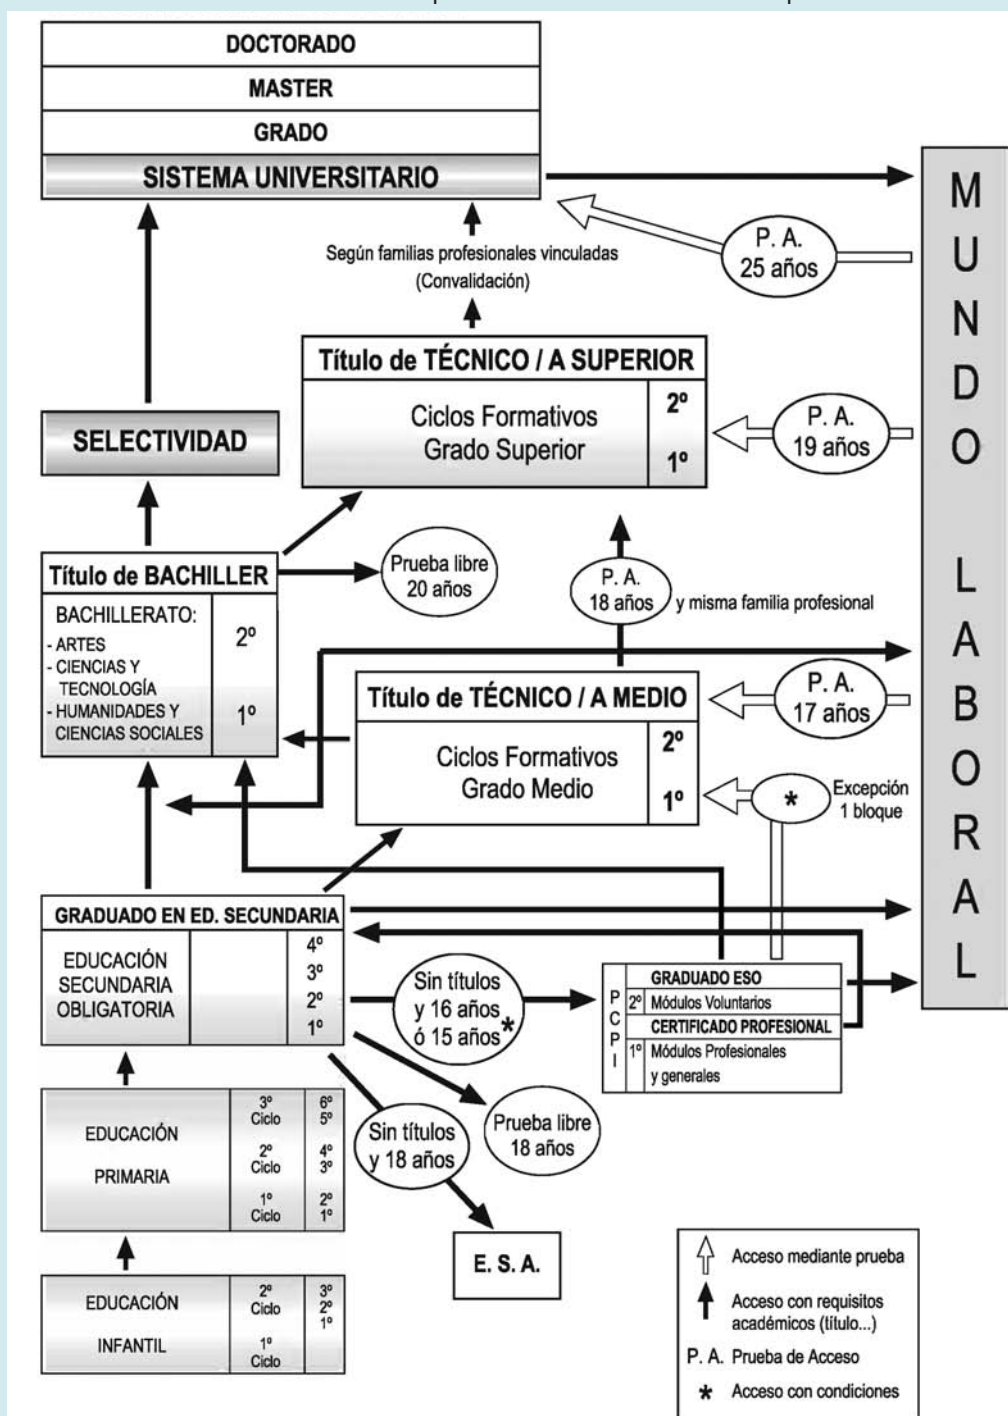 DOCTORADO
MASTER
GRADO
SISTEMA UNIVERSITARIO
Según familias profesionales vinculadas
(Convalidación)
P. A.
25 años
MUNDO LABORAL
Título de TÉCNICO / A SUPERIOR
Ciclos Formativos
Grado Superior
2º
1º
P. A.
19 años
SELECTIVIDAD
Título de BACHILLER
BACHILLERATO:
- ARTES
- CIENCIAS Y
TECNOLOGÍA
- HUMANIDADES Y
CIENCIAS SOCIALES
2º
1º
Prueba libre
20 años
P. A.
18 años
y misma familia profesional
Título de TÉCNICO / A MEDIO
Ciclos Formativos
Grado Medio
2º
1º
P. A.
17 años
*
Excepción
1 bloque
GRADUADO EN ED. SECUNDARIA
EDUCACIÓN
SECUNDARIA
OBLIGATORIA
4º
3º
2º
1º
Sin títulos
y 16 años
ó 15 años*
PCPI
GRADUADO ESO
2º Módulos Voluntarios
CERTIFICADO PROFESIONAL
1º Módulos Profesionales
y generales
EDUCACIÓN
PRIMARIA
3º
Ciclo
6º
5º
2º
Ciclo
4º
3º
1º
Ciclo
2º
1º
Sin títulos
y 18 años
Prueba libre
18 años
E. S. A.
EDUCACIÓN
INFANTIL
2º
Ciclo
3º
2º
1º
1º
Ciclo
Acceso mediante prueba
Acceso con requisitos
académicos (título...)
P. A. Prueba de Acceso
* Acceso con condiciones